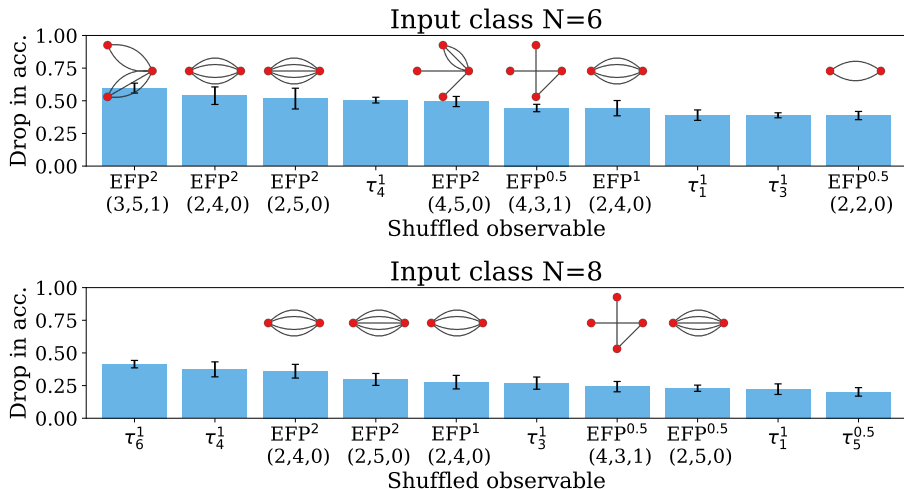 Input class N=6
Drop in acc.
1.00
0.75
0.50
0.25
0.00
EFP² EFP² EFP² τ₄¹ EFP² EFP⁰·⁵ EFP¹ τ₁¹ τ₃¹ EFP⁰·⁵
(3,5,1) (2,4,0) (2,5,0) (4,5,0) (4,3,1) (2,4,0) (2,2,0)
Shuffled observable
Input class N=8
Drop in acc.
1.00
0.75
0.50
0.25
0.00
τ₆¹ τ₄¹ EFP² EFP² EFP¹ τ₃¹ EFP⁰·⁵ EFP⁰·⁵ τ₁¹ τ₅⁰·⁵
(2,4,0) (2,5,0) (2,4,0) (4,3,1) (2,5,0)
Shuffled observable